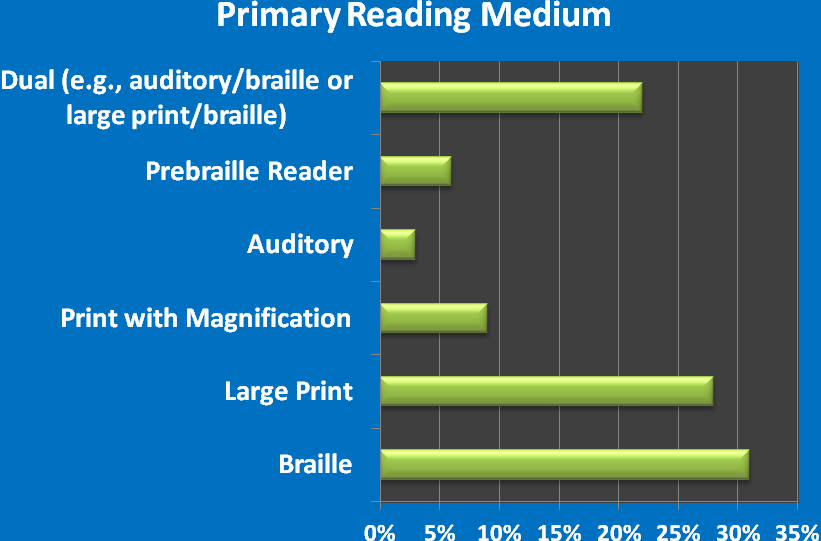 Primary Reading Medium
Dual (e.g., auditory/braille or
large print/braille)
Prebraille Reader
Auditory
Print with Magnification
Large Print
Braille
0% 5% 10% 15% 20% 25% 30% 35%